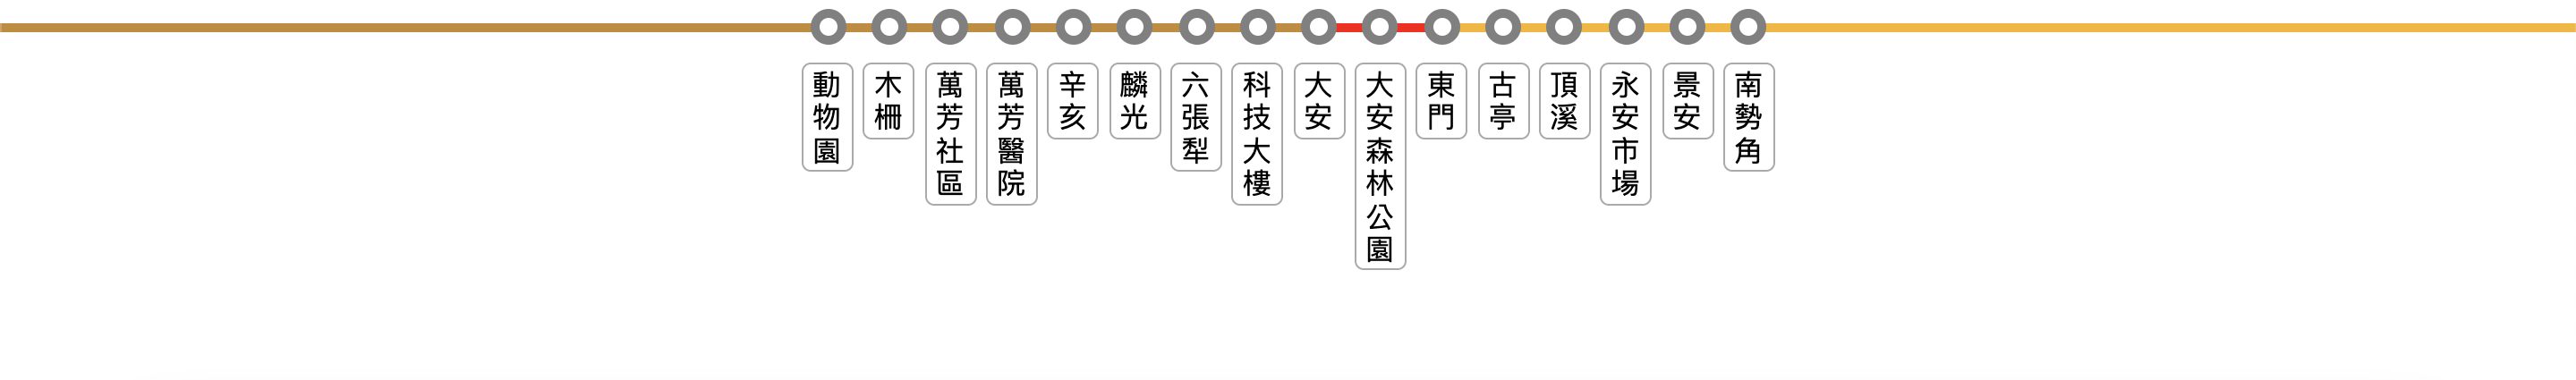 動物園
木柵
萬芳社區
萬芳醫院
辛亥
麟光
六張犁
科技大樓
大安
大安森林公園
東門
古亭
頂溪
永安市場
景安
南勢角